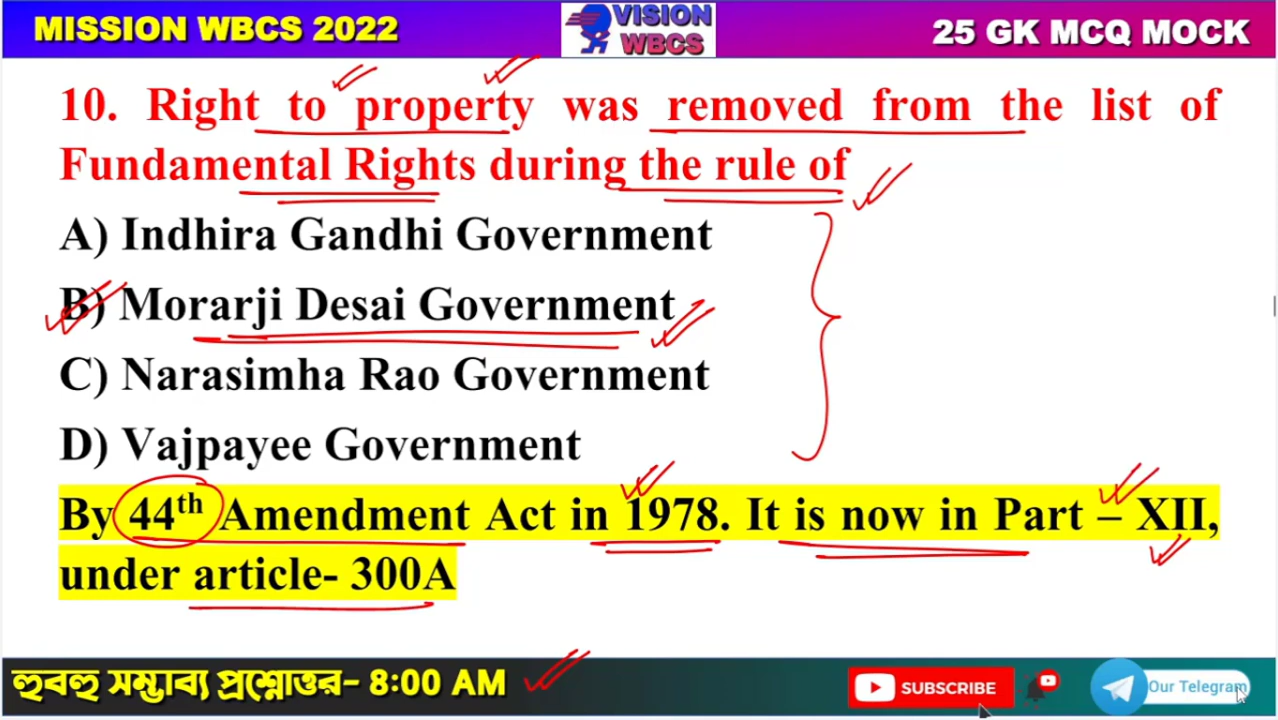 MISSION WBCS 2022
VISION
WBCS
25 GK MCQ MOCK
10. Right to property was removed from the list of
Fundamental Rights during the rule of
A) Indhira Gandhi Government
B) Morarji Desai Government
C) Narasimha Rao Government
D) Vajpayee Government
By 44th Amendment Act in 1978. It is now in Part – XII,
under article- 300A
হুবহু সম্ভাব্য প্রশ্নোত্তর- 8:00 AM
SUBSCRIBE
Our Telegram